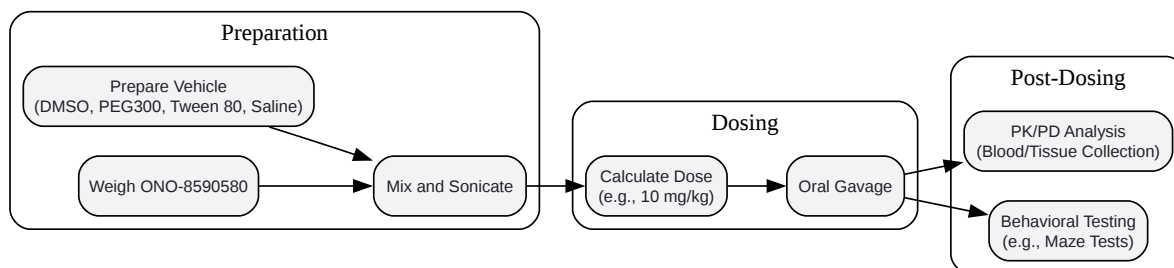 Preparation
Prepare Vehicle
(DMSO, PEG300, Tween 80, Saline)
Weigh ONO-8590580
Mix and Sonicate
Dosing
Calculate Dose
(e.g., 10 mg/kg)
Oral Gavage
Post-Dosing
PK/PD Analysis
(Blood/Tissue Collection)
Behavioral Testing
(e.g., Maze Tests)